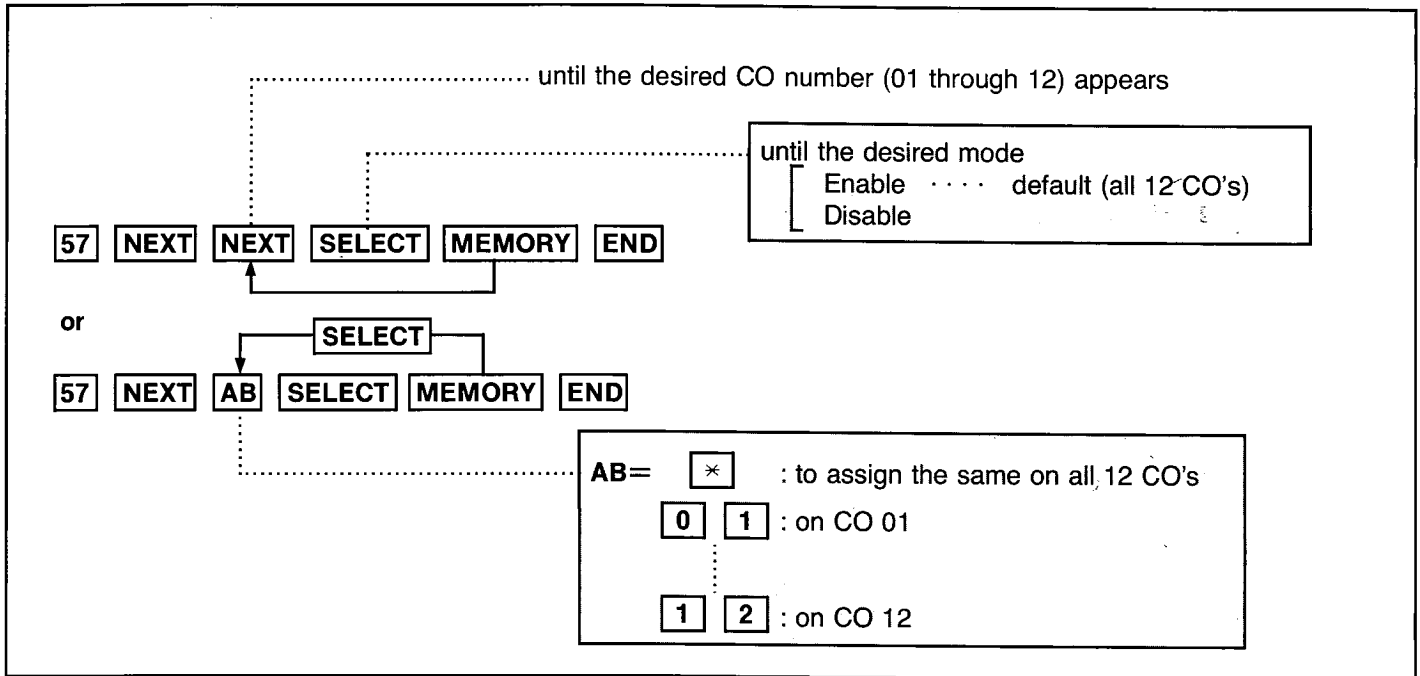 until the desired CO number (01 through 12) appears
until the desired mode
Enable ···· default (all 12 CO's)
Disable
57 NEXT NEXT SELECT MEMORY END
or
SELECT
57 NEXT AB SELECT MEMORY END
AB= * : to assign the same on all 12 CO's
0 1 : on CO 01
1 2 : on CO 12